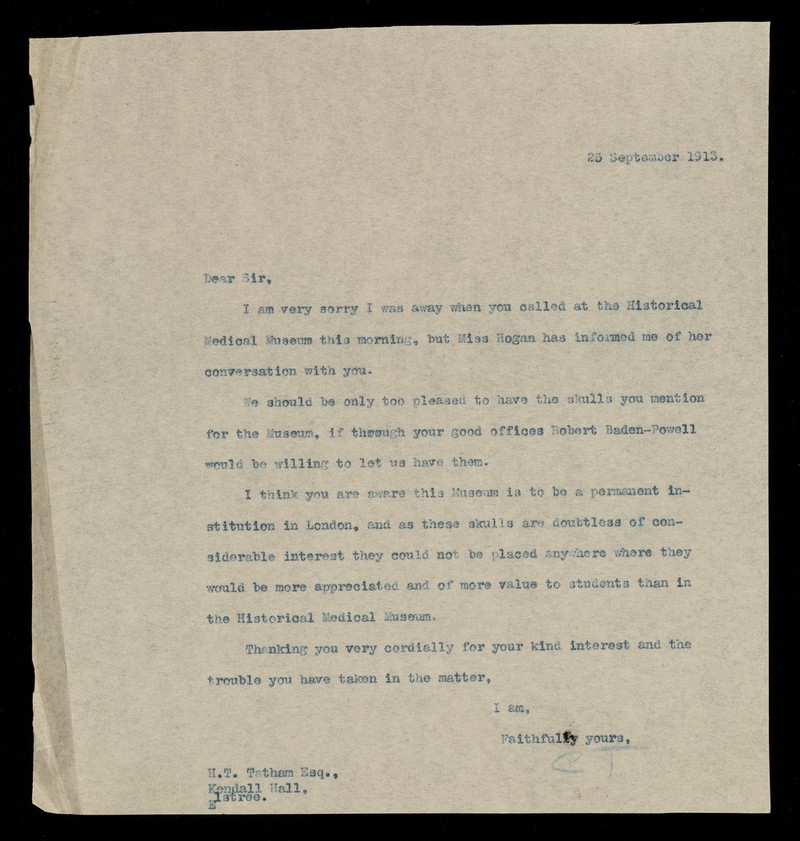 25 September 1913.
Dear Sir,
I am very sorry I was away when you called at the Historical
Medical Museum this morning, but Miss Hogan has informed me of her
conversation with you.
We should be only too pleased to have the skulls you mention
for the Museum, if through your good offices Robert Baden-Powell
would be willing to let us have them.
I think you are aware this Museum is to be a permanent in-
stitution in London, and as these skulls are doubtless of con-
siderable interest they could not be placed anywhere where they
would be more appreciated and of more value to students than in
the Historical Medical Museum.
Thanking you very cordially for your kind interest and the
trouble you have taken in the matter,
I am,
Faithfully yours,
CT
H.T. Tatham Esq.,
Kendall Hall,
Elstree.